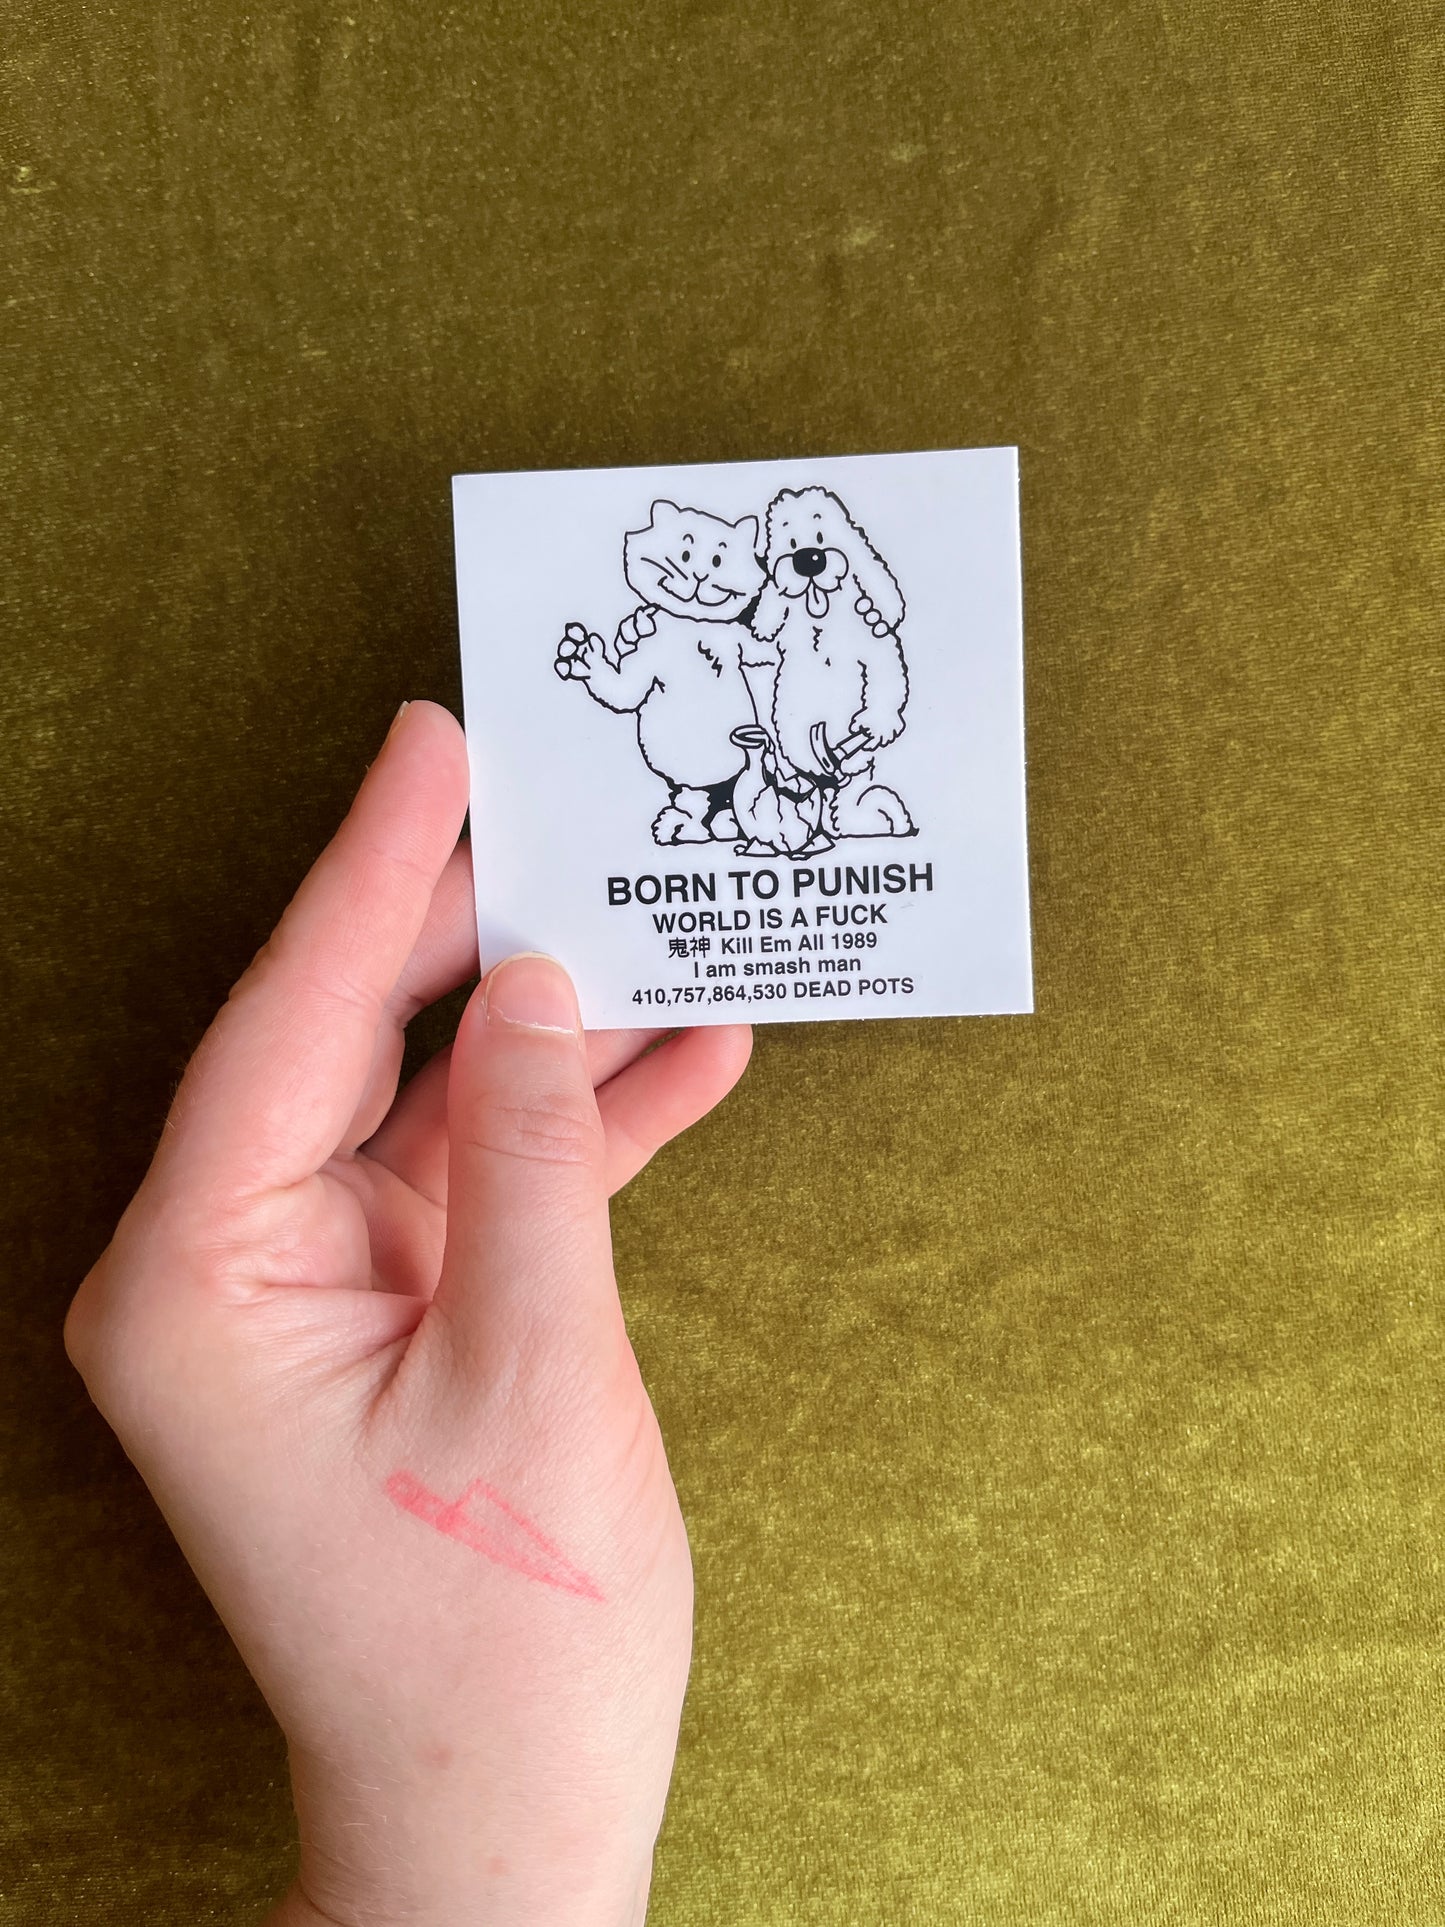 BORN TO PUNISH
WORLD IS A FUCK
鬼神 Kill Em All 1989
I am smash man
410,757,864,530 DEAD POTS